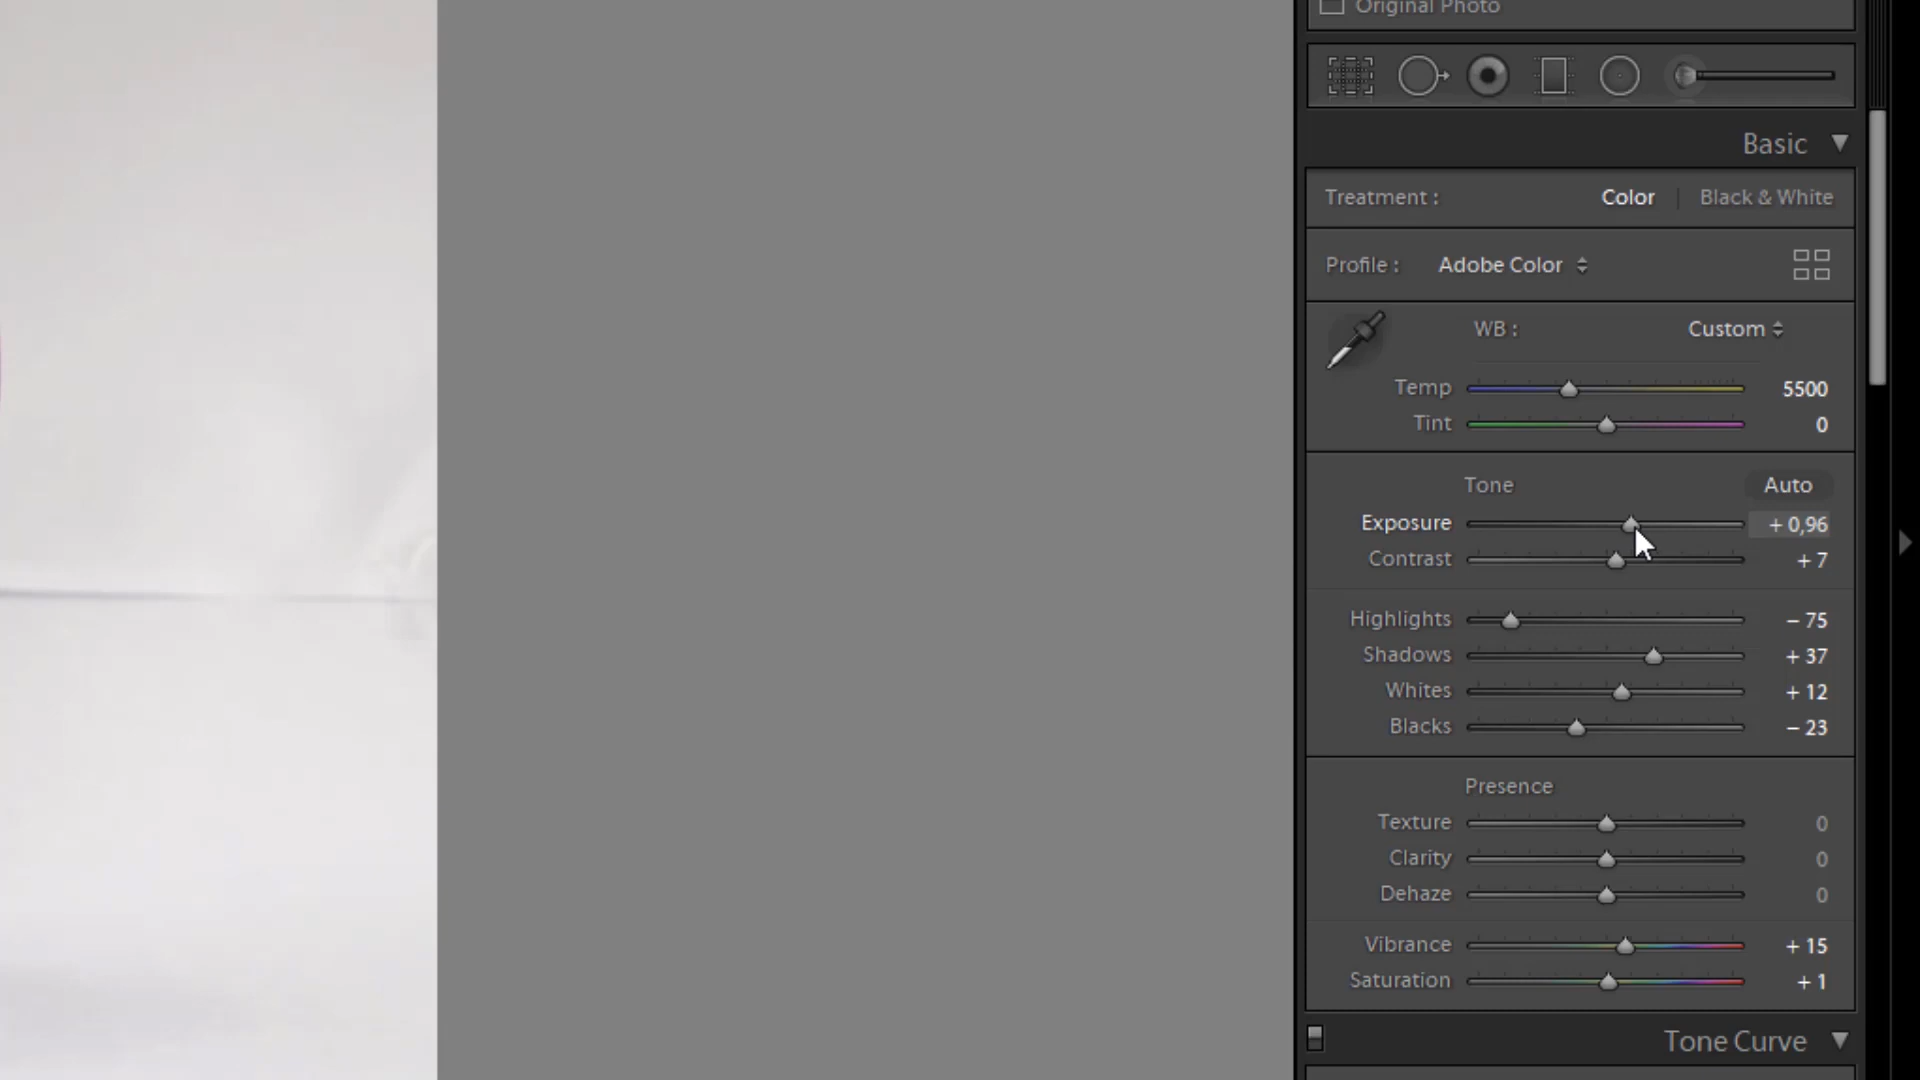 Original Photo
Basic
Treatment : Color Black & White
Profile : Adobe Color
WB : Custom
Temp 5500
Tint 0
Tone Auto
Exposure + 0,96
Contrast + 7
Highlights − 75
Shadows + 37
Whites + 12
Blacks − 23
Presence
Texture 0
Clarity 0
Dehaze 0
Vibrance + 15
Saturation + 1
Tone Curve